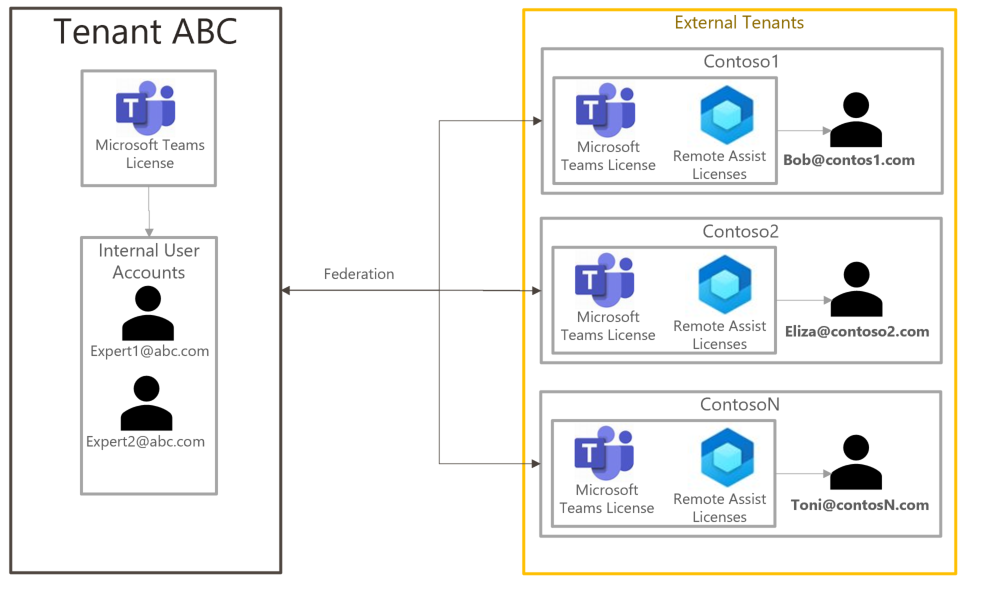 Tenant ABC
Microsoft Teams
License
Internal User
Accounts
Expert1@abc.com
Expert2@abc.com
Federation
External Tenants
Contoso1
Microsoft
Teams License
Remote Assist
Licenses
Bob@contos1.com
Contoso2
Microsoft
Teams License
Remote Assist
Licenses
Eliza@contoso2.com
ContosoN
Microsoft
Teams License
Remote Assist
Licenses
Toni@contosN.com